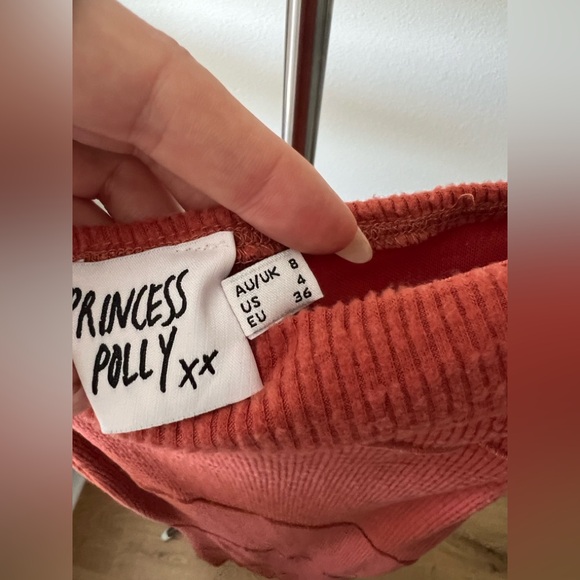 PRINCESS
POLLY xx
AU/UK 8
US 4
EU 36